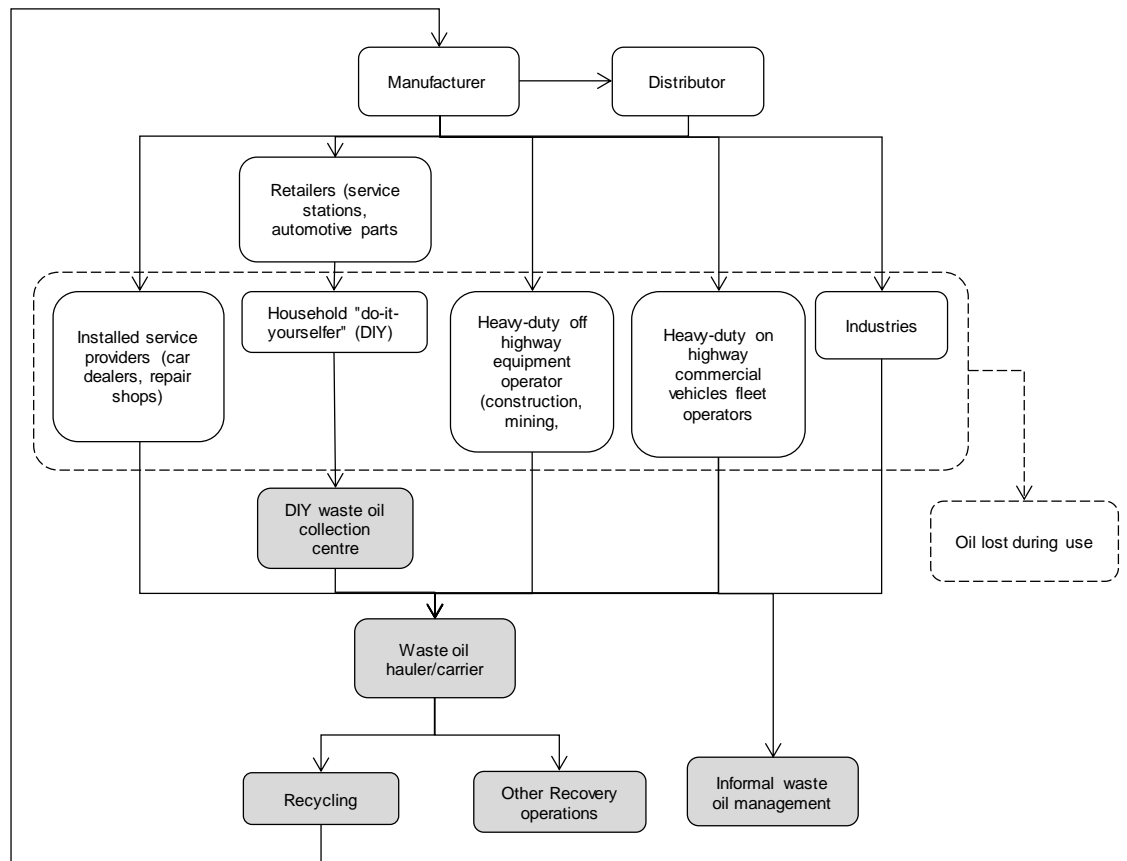 Manufacturer
Distributor
Retailers (service
stations,
automotive parts
Installed service
providers (car
dealers, repair
shops)
Household "do-it-
yourselfer" (DIY)
Heavy-duty off
highway
equipment
operator
(construction,
mining,
Heavy-duty on
highway
commercial
vehicles fleet
operators
Industries
DIY waste oil
collection
centre
Oil lost during use
Waste oil
hauler/carrier
Recycling
Other Recovery
operations
Informal waste
oil management